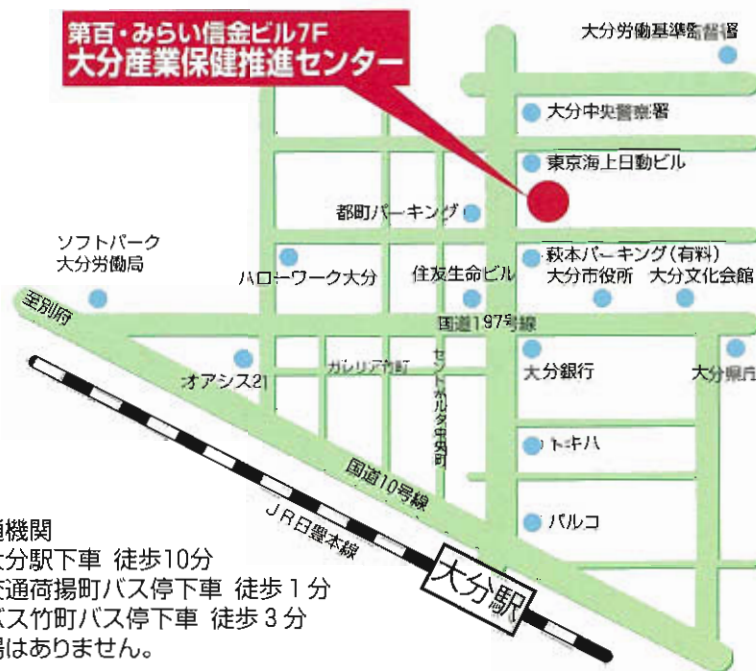 第百・みらい信金ビル7F
大分産業保健推進センター
大分労働基準監督署
大分中央警察署
東京海上日動ビル
都町パーキング
ソフトパーク
大分労働局
ハローワーク大分
住友生命ビル
萩本パーキング(有料)
大分市役所
大分文化会館
至別府
国道197号線
オアシス21
ガレリア竹町
セントポルタ中央町
大分銀行
大分県庁
トキハ
国道10号線
パルコ
JR日豊本線
大分駅
通機関
大分駅下車 徒歩10分
交通荷揚町バス停下車 徒歩1分
バス竹町バス停下車 徒歩3分
場はありません。